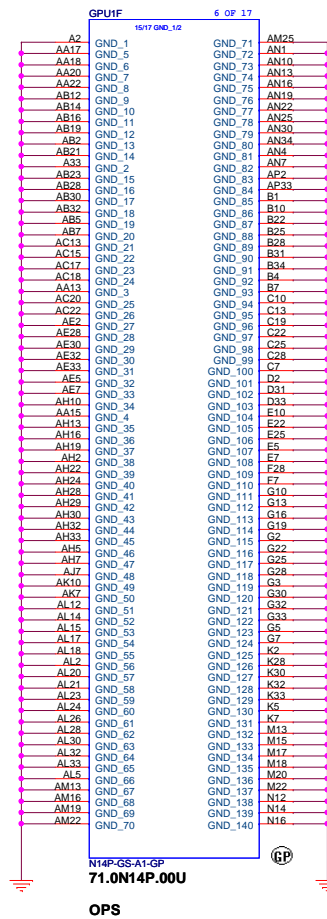 GPU1F 6 OF 17
15/17 GND_1/2
A2 GND_1 GND_71 AM25
AA17 GND_5 GND_72 AN1
AA18 GND_6 GND_73 AN10
AA20 GND_7 GND_74 AN13
AA22 GND_8 GND_75 AN16
AB12 GND_9 GND_76 AN19
AB14 GND_10 GND_77 AN22
AB16 GND_11 GND_78 AN25
AB19 GND_12 GND_79 AN30
AB2 GND_13 GND_80 AN34
AB21 GND_14 GND_81 AN4
A33 GND_2 GND_82 AN7
AB23 GND_15 GND_83 AP2
AB28 GND_16 GND_84 AP33
AB30 GND_17 GND_85 B1
AB32 GND_18 GND_86 B10
AB5 GND_19 GND_87 B22
AB7 GND_20 GND_88 B25
AC13 GND_21 GND_89 B28
AC15 GND_22 GND_90 B31
AC17 GND_23 GND_91 B34
AC18 GND_24 GND_92 B4
AA13 GND_3 GND_93 B7
AC20 GND_25 GND_94 C10
AC22 GND_26 GND_95 C13
AE2 GND_27 GND_96 C19
AE28 GND_28 GND_97 C22
AE30 GND_29 GND_98 C25
AE32 GND_30 GND_99 C28
AE33 GND_31 GND_100 C7
AE5 GND_32 GND_101 D2
AE7 GND_33 GND_102 D31
AH10 GND_34 GND_103 D33
AA15 GND_4 GND_104 E10
AH13 GND_35 GND_105 E22
AH16 GND_36 GND_106 E25
AH19 GND_37 GND_107 E5
AH2 GND_38 GND_108 E7
AH22 GND_39 GND_109 F28
AH24 GND_40 GND_110 F7
AH28 GND_41 GND_111 G10
AH29 GND_42 GND_112 G13
AH30 GND_43 GND_113 G16
AH32 GND_44 GND_114 G19
AH33 GND_45 GND_115 G2
AH5 GND_46 GND_116 G22
AH7 GND_47 GND_117 G25
AJ7 GND_48 GND_118 G28
AK10 GND_49 GND_119 G3
AK7 GND_50 GND_120 G30
AL12 GND_51 GND_121 G32
AL14 GND_52 GND_122 G33
AL15 GND_53 GND_123 G5
AL17 GND_54 GND_124 G7
AL18 GND_55 GND_125 K2
AL2 GND_56 GND_126 K28
AL20 GND_57 GND_127 K30
AL21 GND_58 GND_128 K32
AL23 GND_59 GND_129 K33
AL24 GND_60 GND_130 K5
AL26 GND_61 GND_131 K7
AL28 GND_62 GND_132 M13
AL30 GND_63 GND_133 M15
AL32 GND_64 GND_134 M17
AL33 GND_65 GND_135 M18
AL5 GND_66 GND_136 M20
AM13 GND_67 GND_137 M22
AM16 GND_68 GND_138 N12
AM19 GND_69 GND_139 N14
AM22 GND_70 GND_140 N16
GP
N14P-GS-A1-GP
71.0N14P.00U
OPS